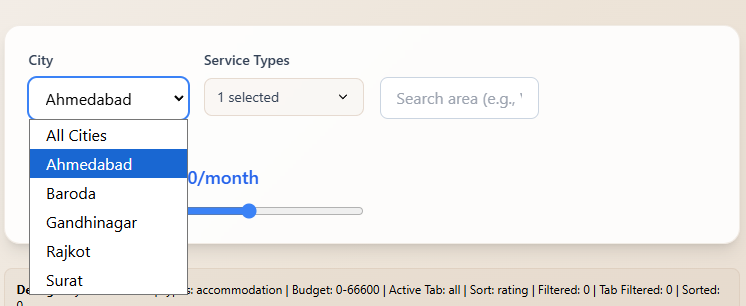 City
Service Types
Ahmedabad
1 selected
Search area (e.g.,
All Cities
Ahmedabad
0/month
Baroda
Gandhinagar
Rajkot
Surat
accommodation | Budget: 0-66600 | Active Tab: all | Sort: rating | Filtered: 0 | Tab Filtered: 0 | Sorted: